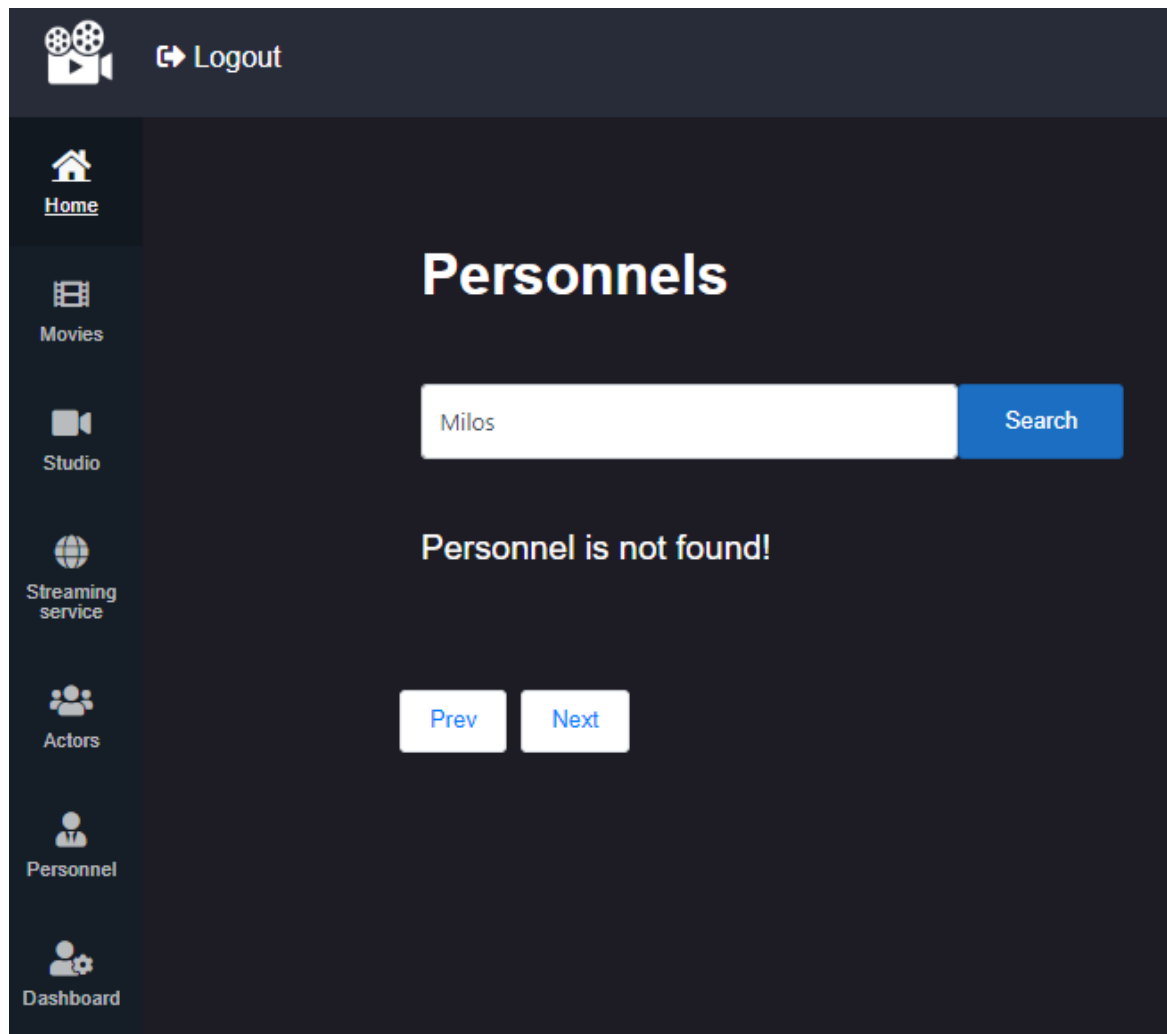 Logout
Home
Movies
Studio
Streaming
service
Actors
Personnel
Dashboard
Personnels
Milos
Search
Personnel is not found!
Prev
Next